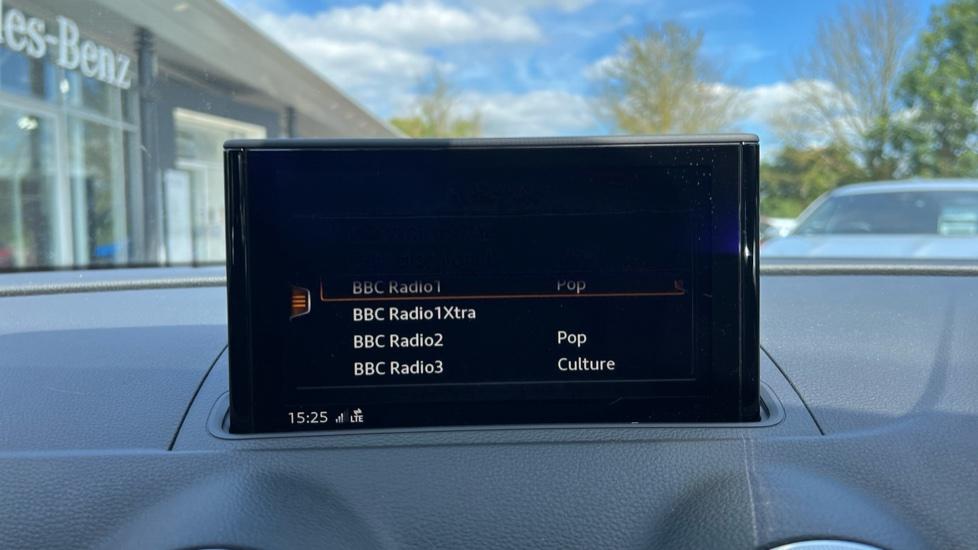 es-Benz
BBC Radio1 Pop
BBC Radio1Xtra
BBC Radio2 Pop
BBC Radio3 Culture
15:25 LTE